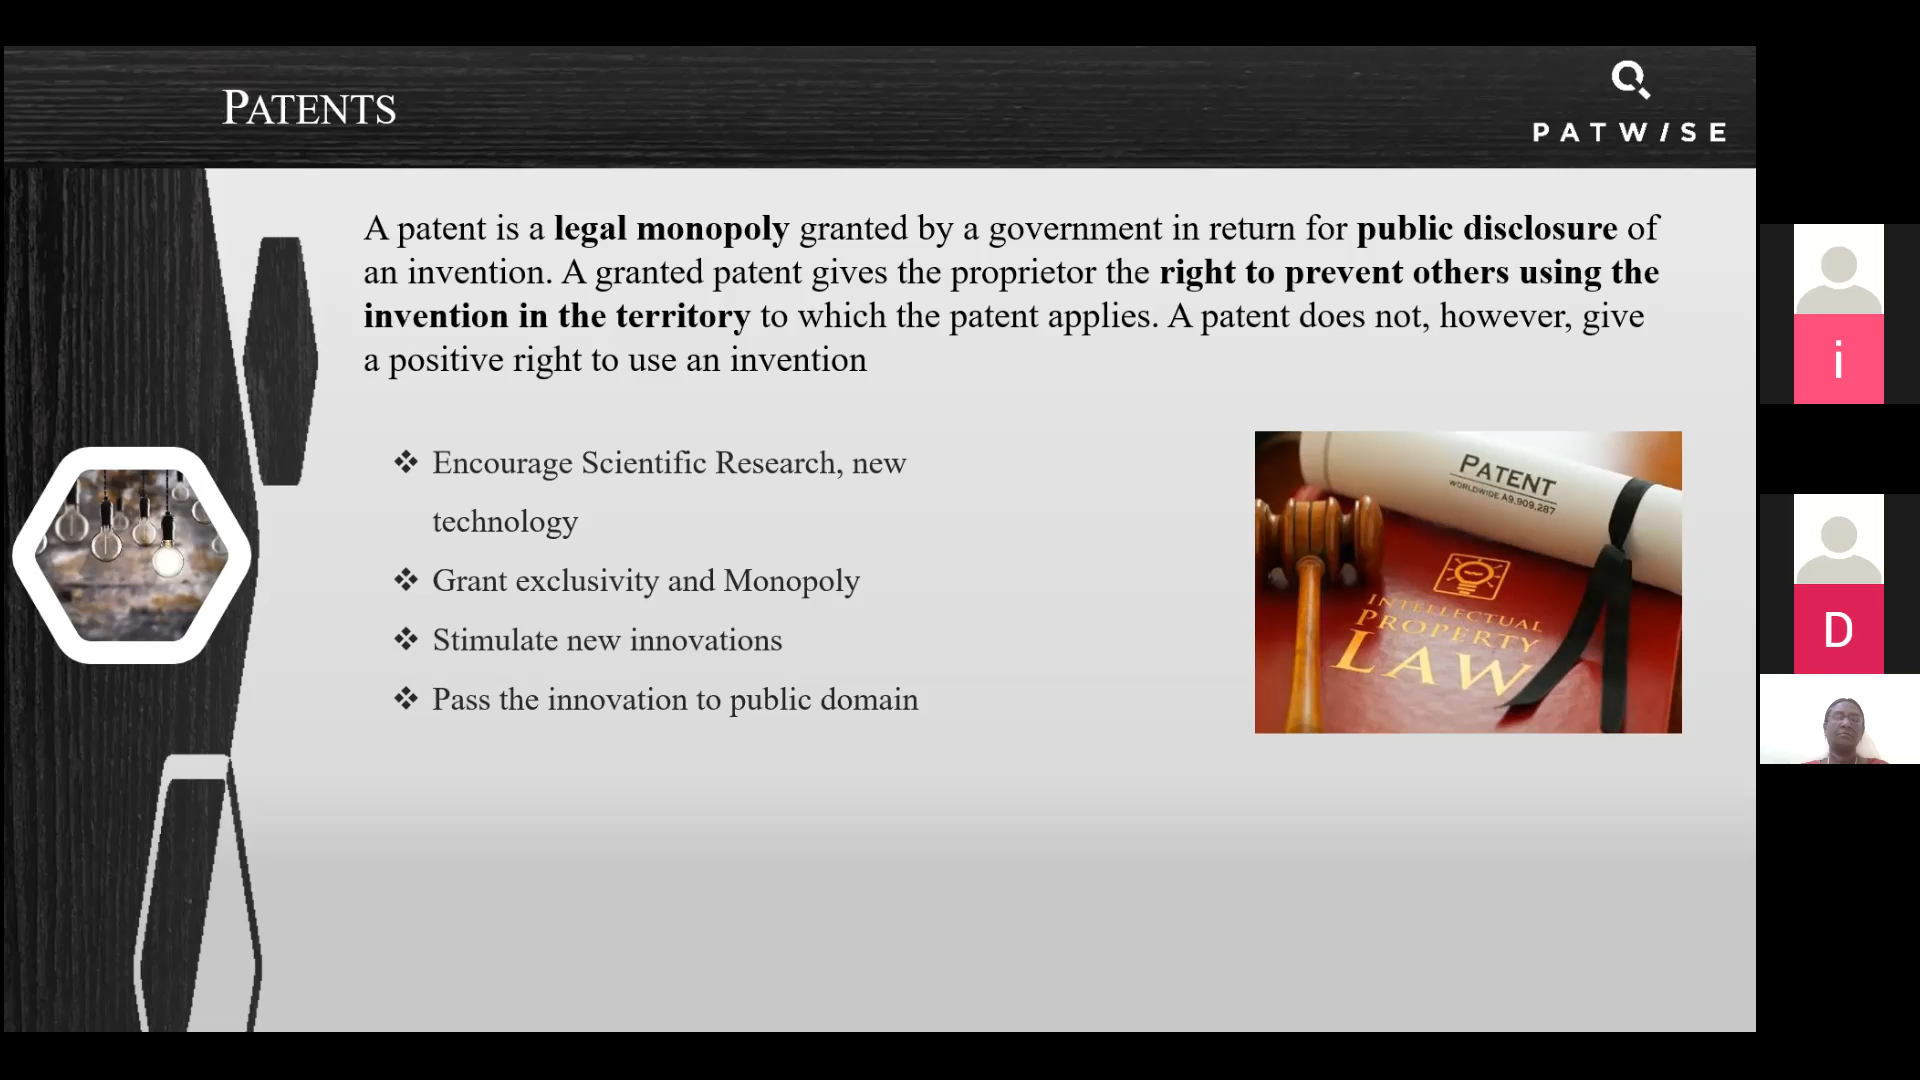 PATENTS
PATWISE
A patent is a legal monopoly granted by a government in return for public disclosure of
an invention. A granted patent gives the proprietor the right to prevent others using the
invention in the territory to which the patent applies. A patent does not, however, give
a positive right to use an invention
❖ Encourage Scientific Research, new
technology
❖ Grant exclusivity and Monopoly
❖ Stimulate new innovations
❖ Pass the innovation to public domain
PATENT
WORLDWIDE A9,909,287
INTELLECTUAL
PROPERTY
LAW
i
D